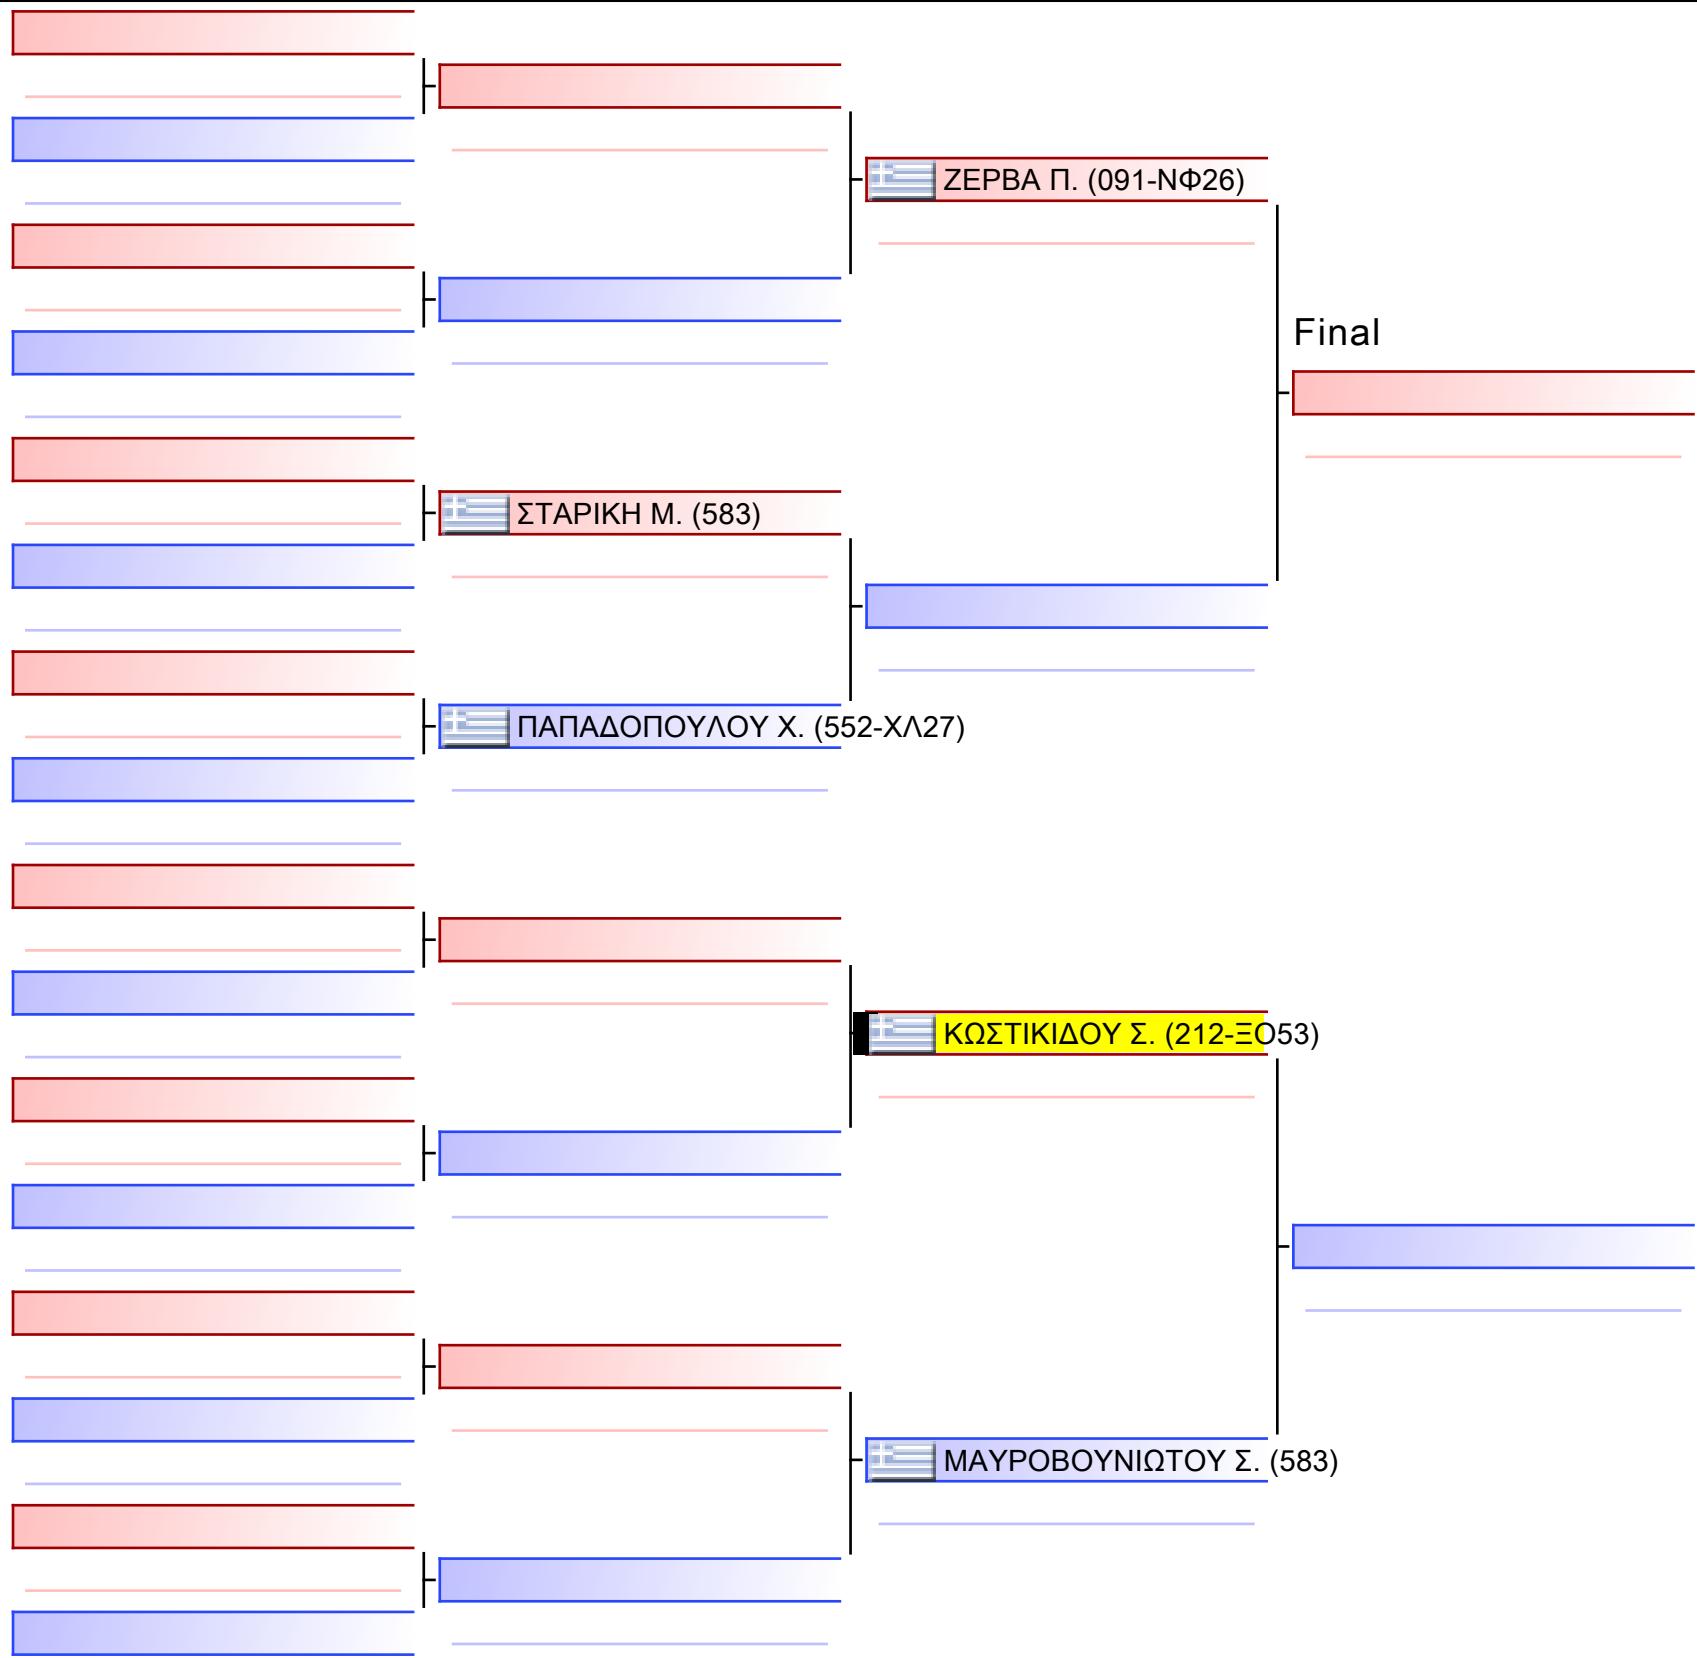 ΖΕΡΒΑ Π. (091-ΝΦ26)
Final
ΣΤΑΡΙΚΗ Μ. (583)
ΠΑΠΑΔΟΠΟΥΛΟΥ Χ. (552-ΧΛ27)
ΚΩΣΤΙΚΙΔΟΥ Σ. (212-ΞΟ53)
ΜΑΥΡΟΒΟΥΝΙΩΤΟΥ Σ. (583)